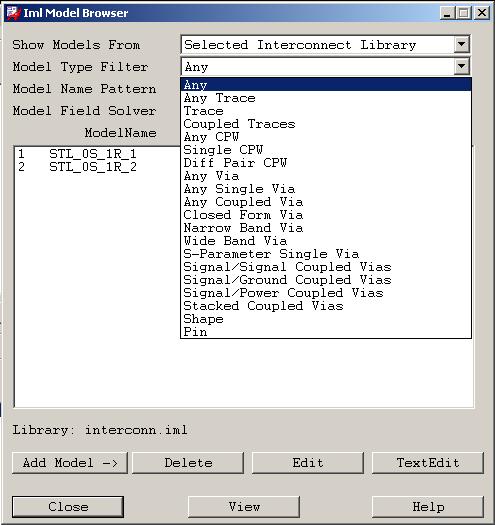 Iml Model Browser
Show Models From Selected Interconnect Library
Model Type Filter Any
Model Name Pattern
Model Field Solver
ModelName
Any
Any Trace
Trace
Coupled Traces
Any CPW
Single CPW
Diff Pair CPW
Any Via
Any Single Via
Any Coupled Via
Closed Form Via
Narrow Band Via
Wide Band Via
S-Parameter Single Via
Signal/Signal Coupled Vias
Signal/Ground Coupled Vias
Signal/Power Coupled Vias
Stacked Coupled Vias
Shape
Pin
1 STL_0S_1R_1
2 STL_0S_1R_2
Library: interconn.iml
Add Model -> Delete Edit TextEdit
Close View Help